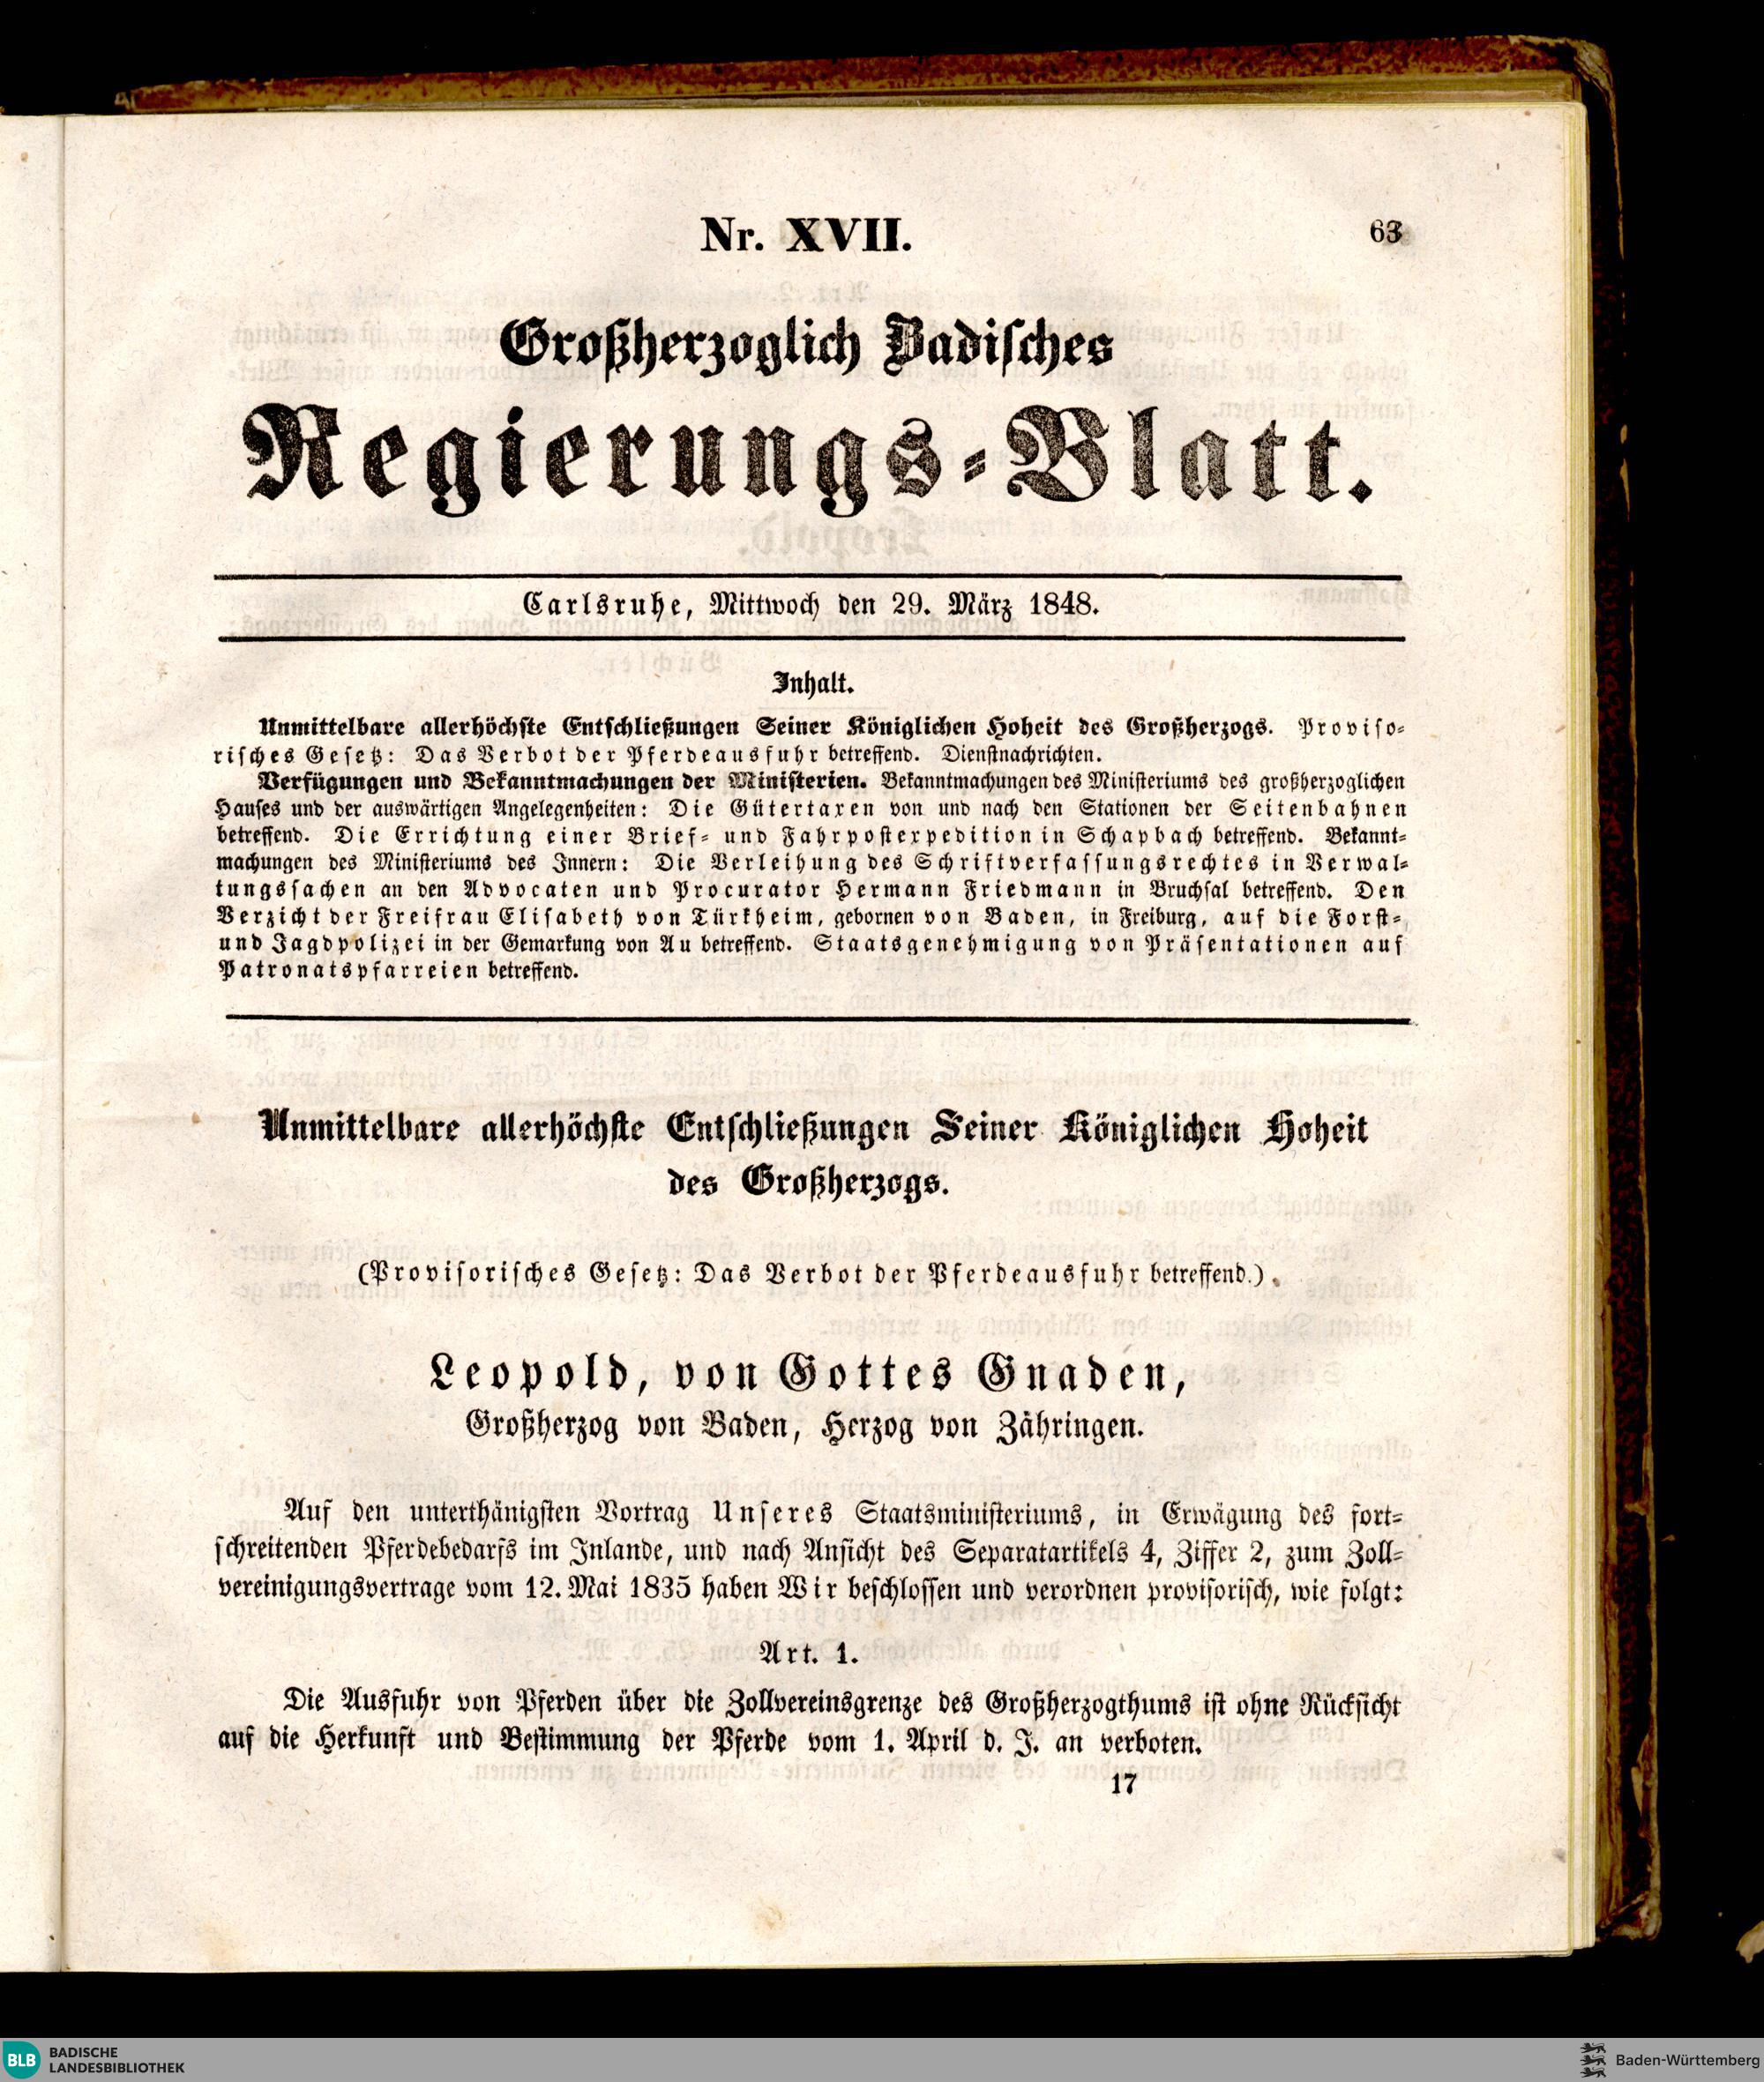 Nr. XVII.
63
Großherzoglich Badisches
Regierungs-Blatt.
Carlsruhe, Mittwoch den 29. März 1848.
Inhalt.
Unmittelbare allerhöchste Entschließungen Seiner Königlichen Hoheit des Großherzogs. Proviso-
risches Gesetz: Das Verbot der Pferdeausfuhr betreffend. Dienstnachrichten.
Verfügungen und Bekanntmachungen der Ministerien. Bekanntmachungen des Ministeriums des großherzoglichen
Hauses und der auswärtigen Angelegenheiten: Die Gütertaxen von und nach den Stationen der Seitenbahnen
betreffend. Die Errichtung einer Brief- und Fahrpostexpedition in Schapbach betreffend. Bekannt-
machungen des Ministeriums des Innern: Die Verleihung des Schriftverfassungsrechtes in Verwal-
tungssachen an den Advocaten und Procurator Hermann Friedmann in Bruchsal betreffend. Den
Verzicht der Freifrau Elisabeth von Türkheim, gebornen von Baden, in Freiburg, auf die Forst-
und Jagdpolizei in der Gemarkung von Au betreffend. Staatsgenehmigung von Präsentationen auf
Patronatspfarreien betreffend.
Unmittelbare allerhöchste Entschließungen Seiner Königlichen Hoheit
des Großherzogs.
(Provisorisches Gesetz: Das Verbot der Pferdeausfuhr betreffend.)
Leopold, von Gottes Gnaden,
Großherzog von Baden, Herzog von Zähringen.
Auf den unterthänigsten Vortrag Unseres Staatsministeriums, in Erwägung des fort-
schreitenden Pferdebedarfs im Inlande, und nach Ansicht des Separatartikels 4, Ziffer 2, zum Zoll-
vereinigungsvertrage vom 12. Mai 1835 haben Wir beschlossen und verordnen provisorisch, wie folgt:
Art. 1.
Die Ausfuhr von Pferden über die Zollvereinsgrenze des Großherzogthums ist ohne Rücksicht
auf die Herkunft und Bestimmung der Pferde vom 1. April d. J. an verboten.
17
BLB BADISCHE
LANDESBIBLIOTHEK
Baden-Württemberg